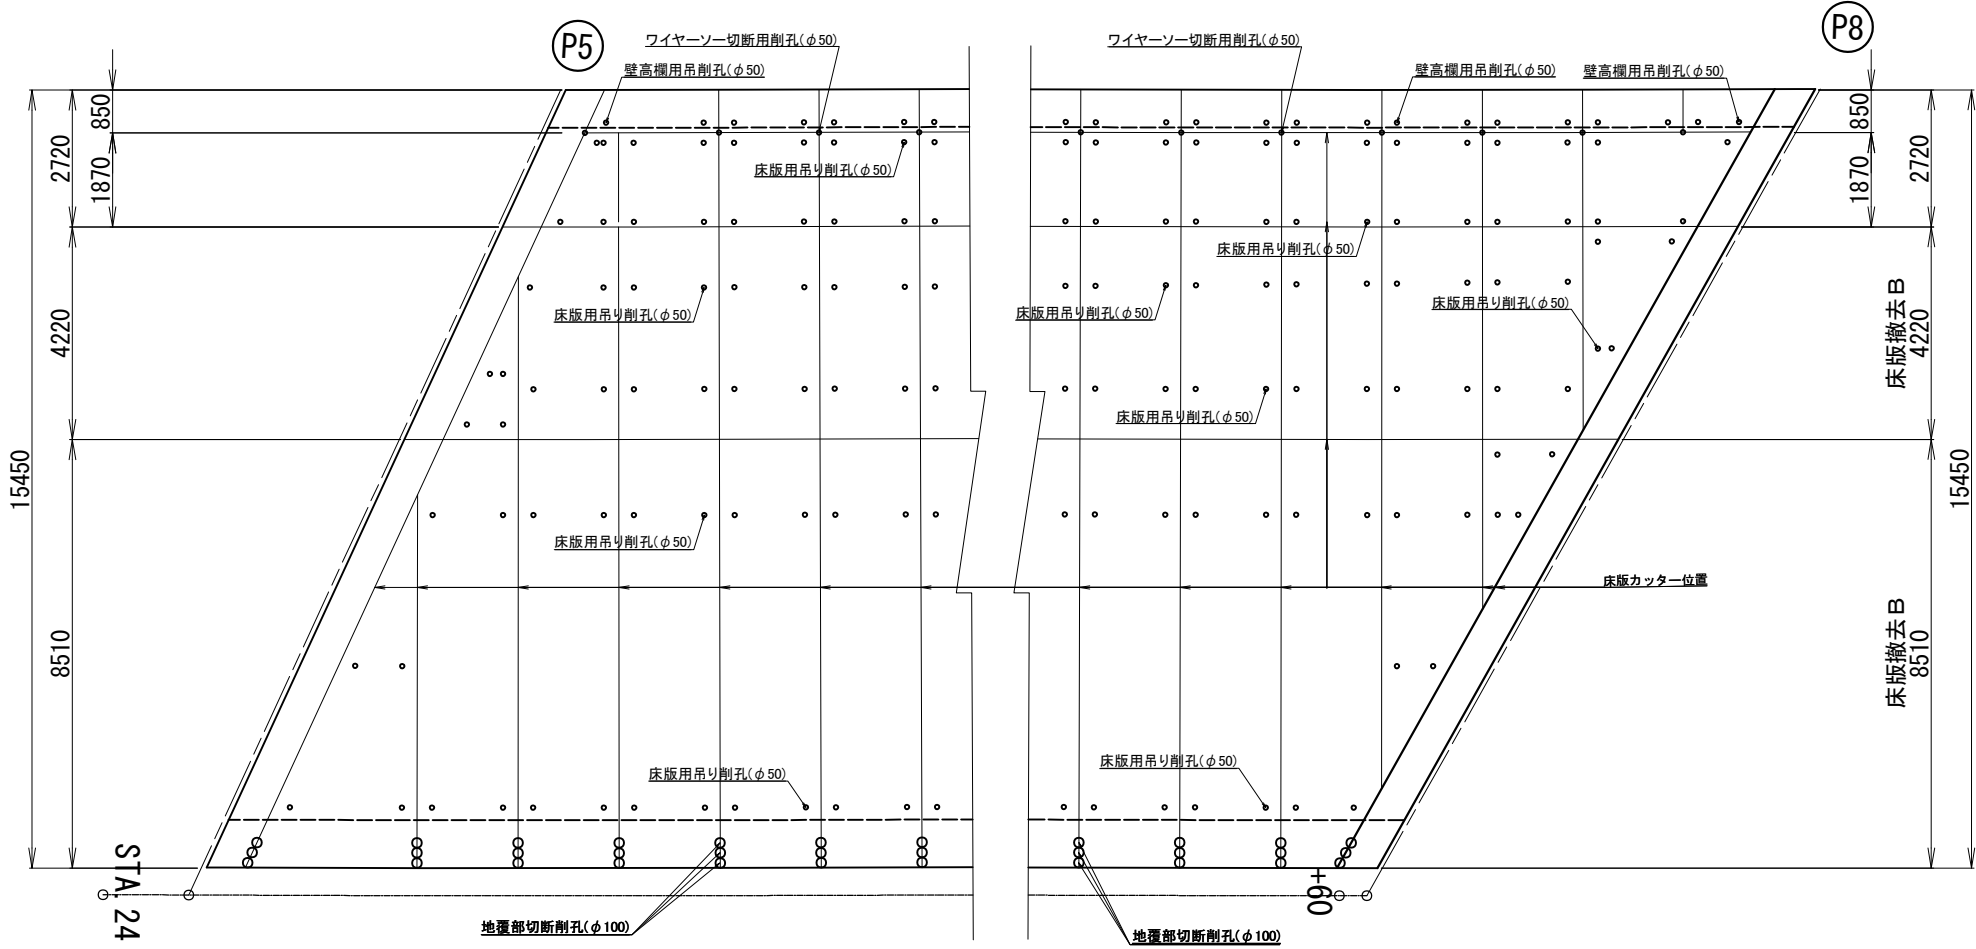 P5
P8
ワイヤーソー切断用削孔(φ50)
ワイヤーソー切断用削孔(φ50)
壁高欄用吊削孔(φ50)
壁高欄用吊削孔(φ50)
壁高欄用吊削孔(φ50)
850
2720
1870
850
2720
1870
床版用吊り削孔(φ50)
床版用吊り削孔(φ50)
床版用吊り削孔(φ50)
床版用吊り削孔(φ50)
床版用吊り削孔(φ50)
4220
床版撤去B
4220
床版用吊り削孔(φ50)
15450
15450
床版用吊り削孔(φ50)
床版カッター位置
8510
床版撤去B
8510
床版用吊り削孔(φ50)
床版用吊り削孔(φ50)
STA. 24
+60
地覆部切断削孔(φ100)
地覆部切断削孔(φ100)